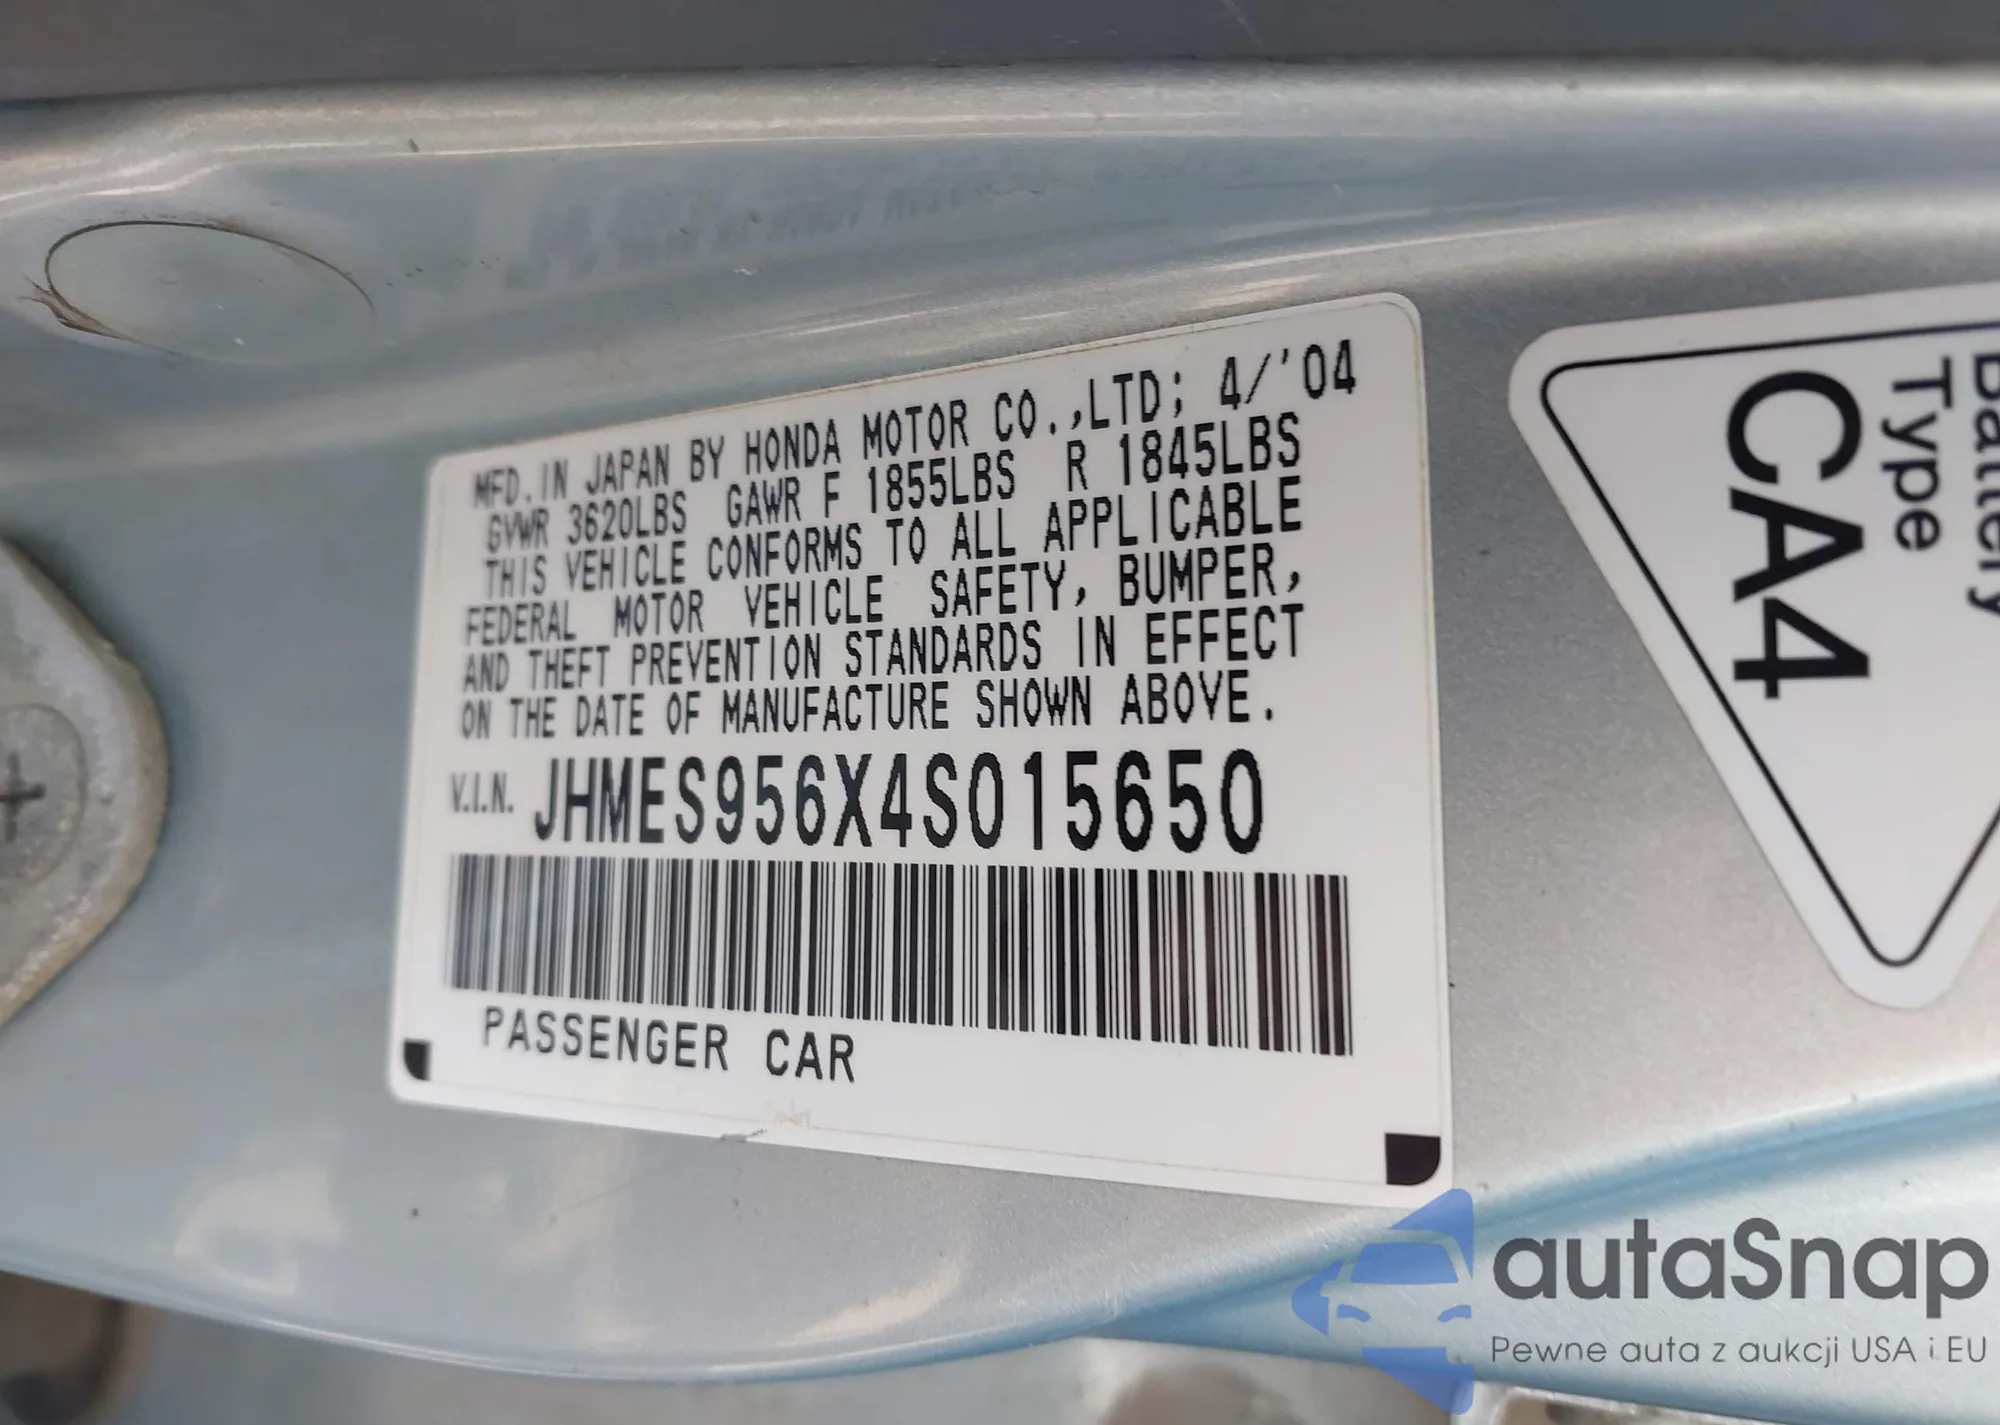 MFD. IN JAPAN BY HONDA MOTOR CO.,LTD; 4/'04
GVWR 3620LBS GAWR F 1855LBS R 1845LBS
THIS VEHICLE CONFORMS TO ALL APPLICABLE
FEDERAL MOTOR VEHICLE SAFETY, BUMPER,
AND THEFT PREVENTION STANDARDS IN EFFECT
ON THE DATE OF MANUFACTURE SHOWN ABOVE.
V.I.N. JHMES956X4S015650
PASSENGER CAR
Battery
Type
CA4
autaSnap
Pewne auta z aukcji USA i EU